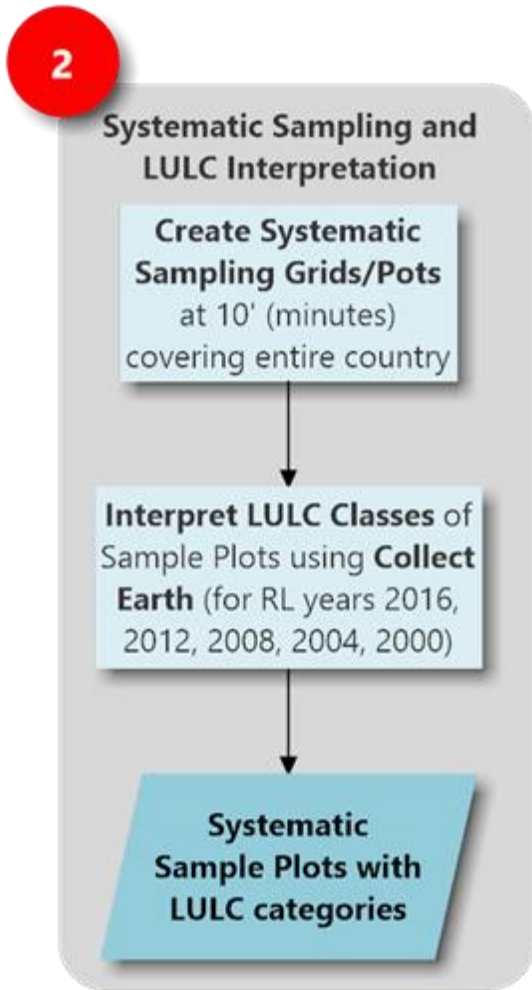 2
Systematic Sampling and
LULC Interpretation
Create Systematic
Sampling Grids/Pots
at 10' (minutes)
covering entire country
Interpret LULC Classes of
Sample Plots using Collect
Earth (for RL years 2016,
2012, 2008, 2004, 2000)
Systematic
Sample Plots with
LULC categories